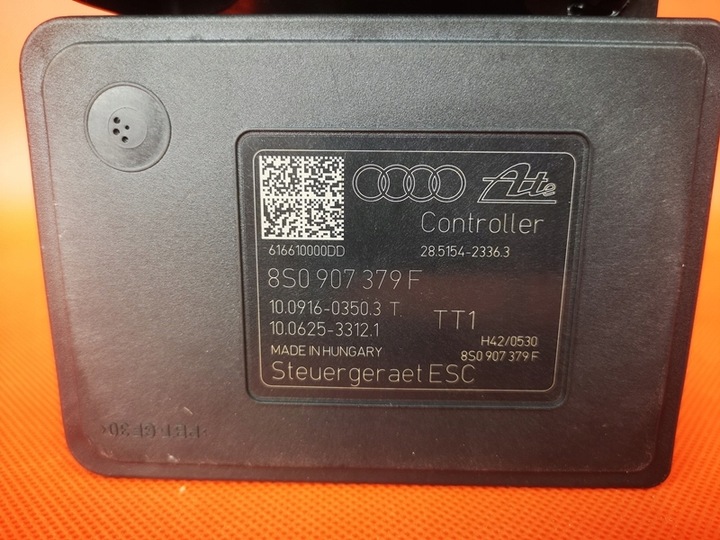 Ate
Controller
616610000DD
28.5154-2336.3
8S0 907 379 F
10.0916-0350.3 T
10.0625-3312.1
TT1
H42/0530
MADE IN HUNGARY
8S0 907 379 F
Steuergeraet ESC